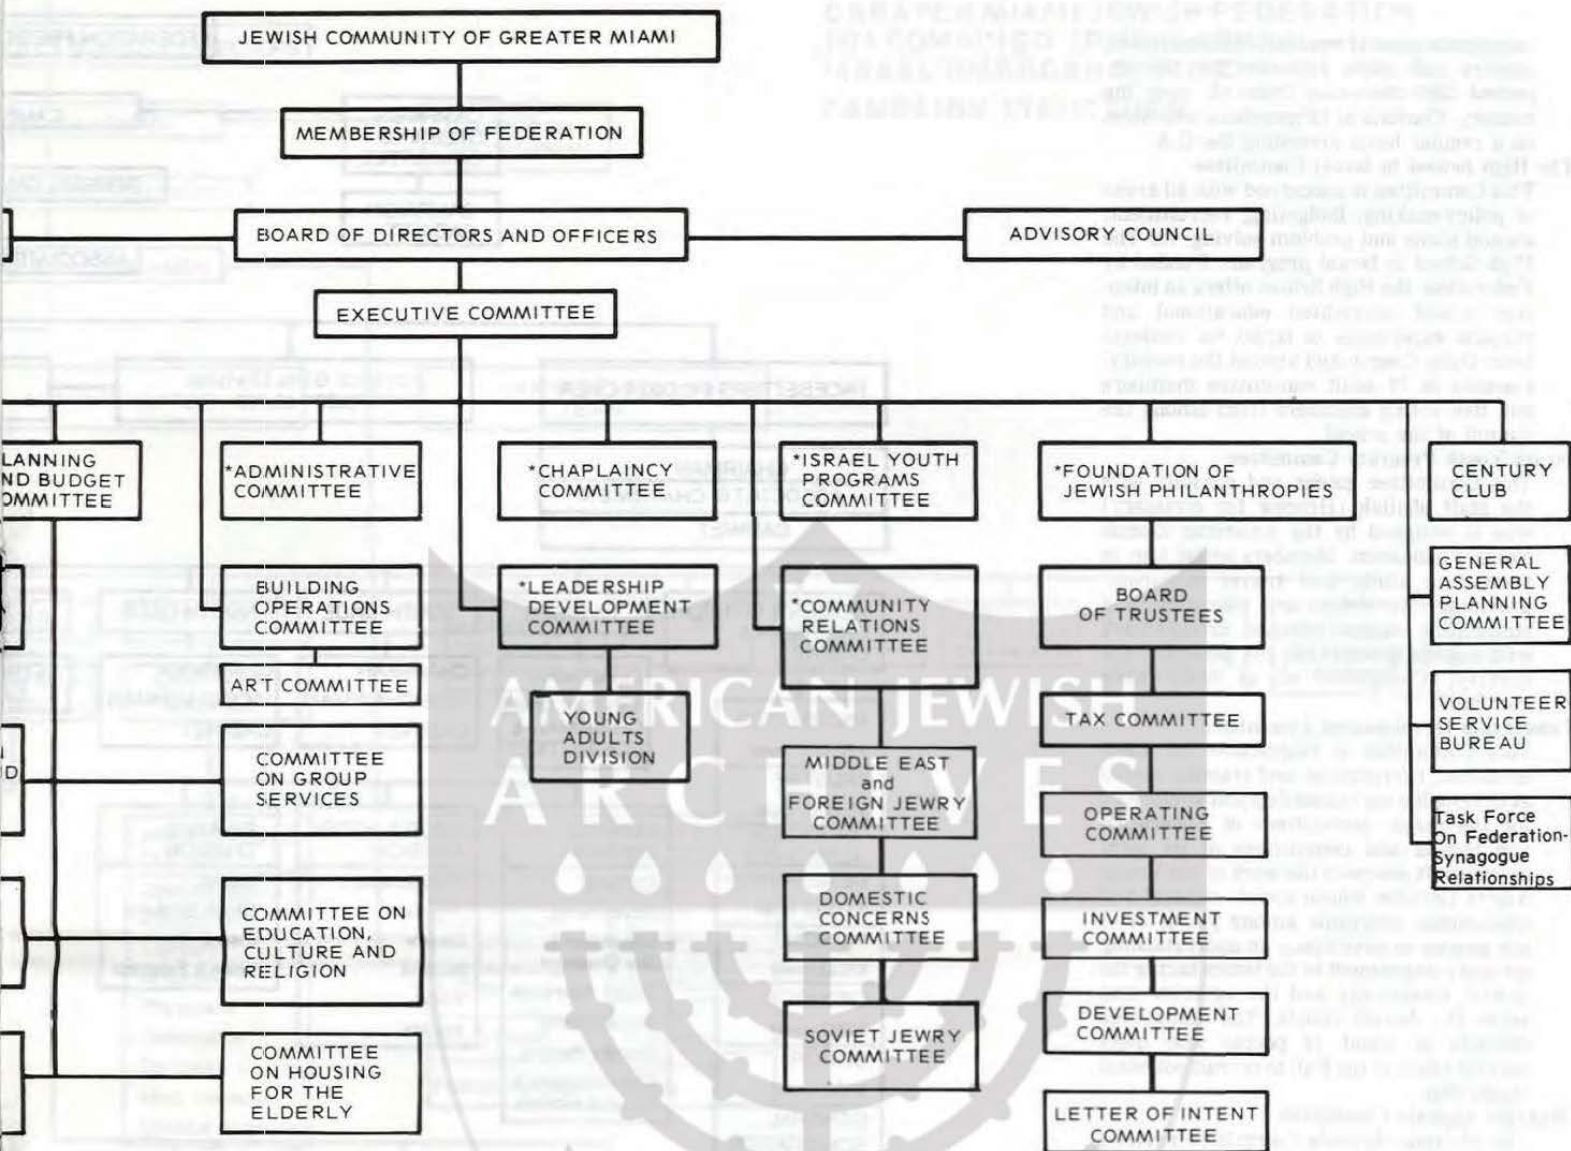 JEWISH COMMUNITY OF GREATER MIAMI
MEMBERSHIP OF FEDERATION
BOARD OF DIRECTORS AND OFFICERS
ADVISORY COUNCIL
EXECUTIVE COMMITTEE
LANNING
ND BUDGET
OMMITTEE
*ADMINISTRATIVE
COMMITTEE
*CHAPLAINCY
COMMITTEE
*ISRAEL YOUTH
PROGRAMS
COMMITTEE
*FOUNDATION OF
JEWISH PHILANTHROPIES
CENTURY
CLUB
BUILDING
OPERATIONS
COMMITTEE
ART COMMITTEE
COMMITTEE
ON GROUP
SERVICES
COMMITTEE ON
EDUCATION,
CULTURE AND
RELIGION
COMMITTEE
ON HOUSING
FOR THE
ELDERLY
*LEADERSHIP
DEVELOPMENT
COMMITTEE
YOUNG
ADULTS
DIVISION
*COMMUNITY
RELATIONS
COMMITTEE
MIDDLE EAST
and
FOREIGN JEWRY
COMMITTEE
DOMESTIC
CONCERNS
COMMITTEE
SOVIET JEWRY
COMMITTEE
BOARD
OF TRUSTEES
TAX COMMITTEE
OPERATING
COMMITTEE
INVESTMENT
COMMITTEE
DEVELOPMENT
COMMITTEE
LETTER OF INTENT
COMMITTEE
GENERAL
ASSEMBLY
PLANNING
COMMITTEE
VOLUNTEER
SERVICE
BUREAU
Task Force
On Federation-
Synagogue
Relationships
AMERICAN JEWISH
ARCHIVES